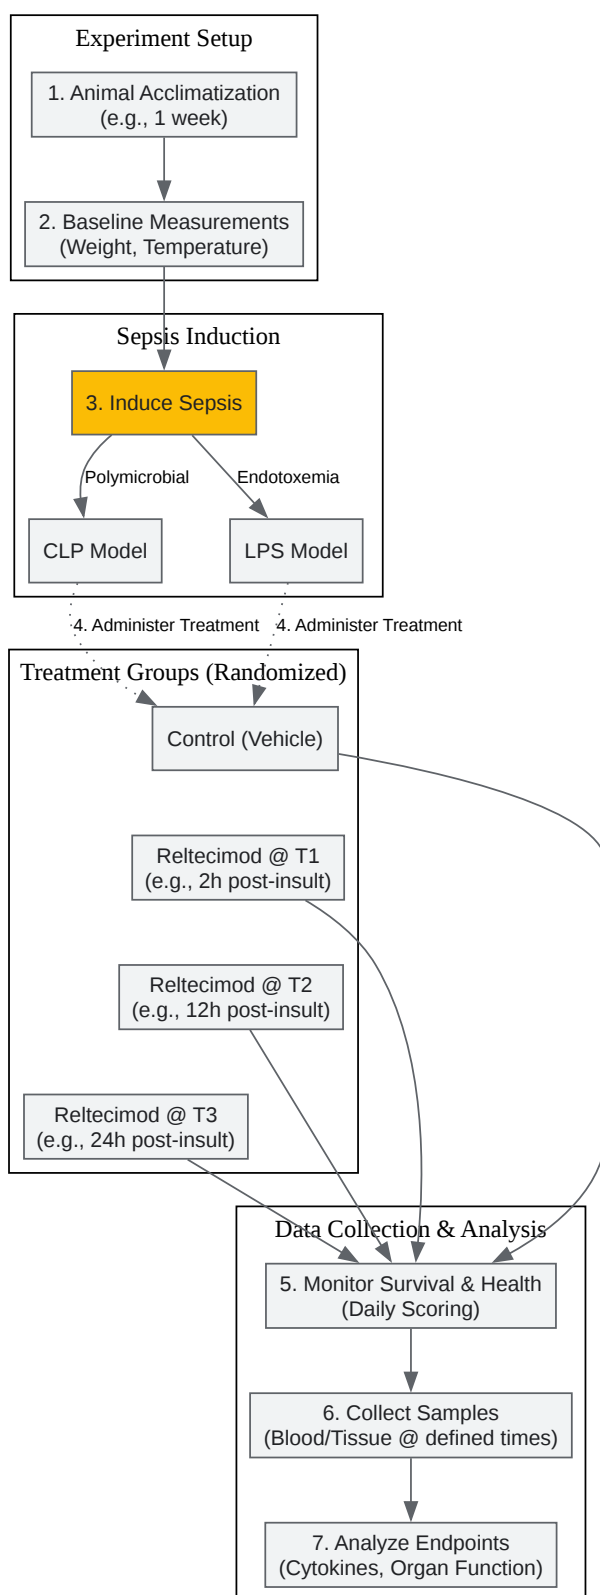 Experiment Setup
1. Animal Acclimatization
(e.g., 1 week)
2. Baseline Measurements
(Weight, Temperature)
Sepsis Induction
3. Induce Sepsis
Polymicrobial
Endotoxemia
CLP Model
LPS Model
4. Administer Treatment
4. Administer Treatment
Treatment Groups (Randomized)
Control (Vehicle)
Reltecimod @ T1
(e.g., 2h post-insult)
Reltecimod @ T2
(e.g., 12h post-insult)
Reltecimod @ T3
(e.g., 24h post-insult)
Data Collection & Analysis
5. Monitor Survival & Health
(Daily Scoring)
6. Collect Samples
(Blood/Tissue @ defined times)
7. Analyze Endpoints
(Cytokines, Organ Function)